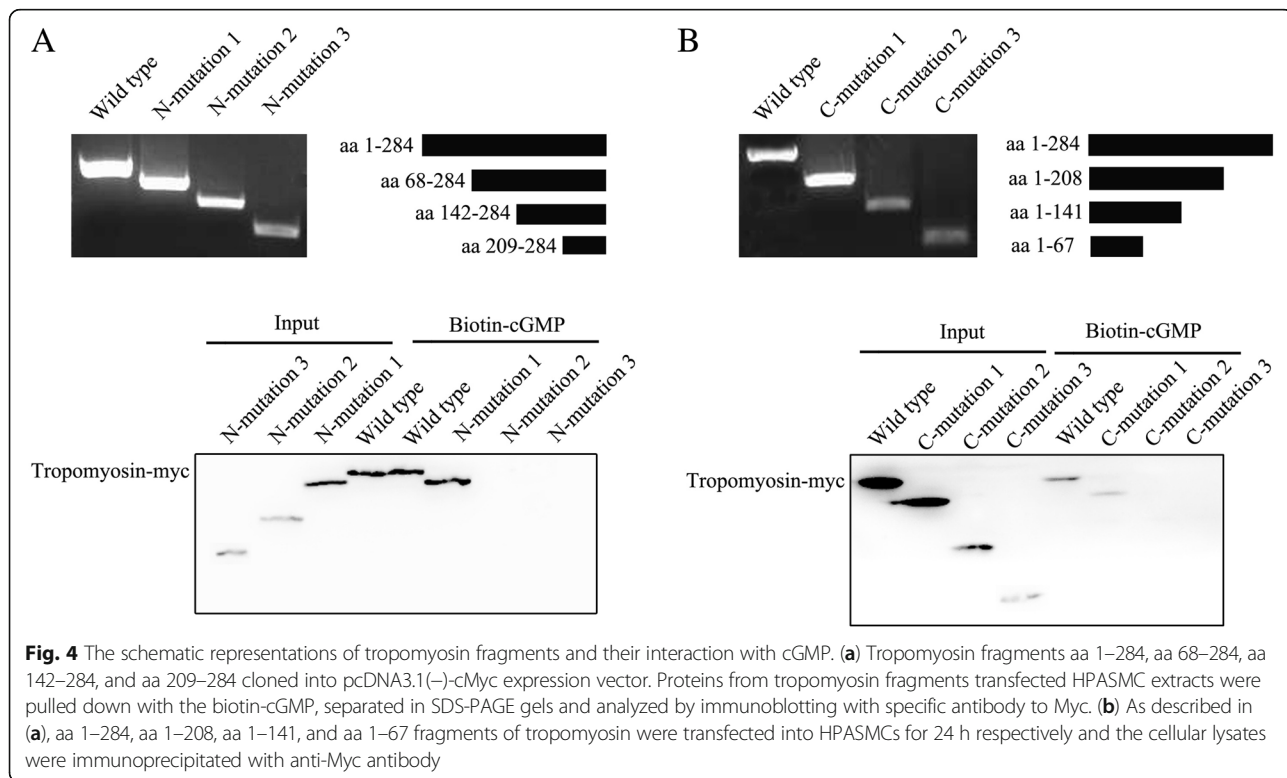 A
Wild type
N-mutation 1
N-mutation 2
N-mutation 3
aa 1-284
aa 68-284
aa 142-284
aa 209-284
Input
Biotin-cGMP
N-mutation 3
N-mutation 2
N-mutation 1
Wild type
Wild type
N-mutation 1
N-mutation 2
N-mutation 3
Tropomyosin-myc
B
Wild type
C-mutation 1
C-mutation 2
C-mutation 3
aa 1-284
aa 1-208
aa 1-141
aa 1-67
Input
Biotin-cGMP
Wild type
C-mutation 1
C-mutation 2
C-mutation 3
Wild type
C-mutation 1
C-mutation 2
C-mutation 3
Tropomyosin-myc
Fig. 4 The schematic representations of tropomyosin fragments and their interaction with cGMP. (a) Tropomyosin fragments aa 1–284, aa 68–284, aa
142–284, and aa 209–284 cloned into pcDNA3.1(−)-cMyc expression vector. Proteins from tropomyosin fragments transfected HPASMC extracts were
pulled down with the biotin-cGMP, separated in SDS-PAGE gels and analyzed by immunoblotting with specific antibody to Myc. (b) As described in
(a), aa 1–284, aa 1–208, aa 1–141, and aa 1–67 fragments of tropomyosin were transfected into HPASMCs for 24 h respectively and the cellular lysates
were immunoprecipitated with anti-Myc antibody